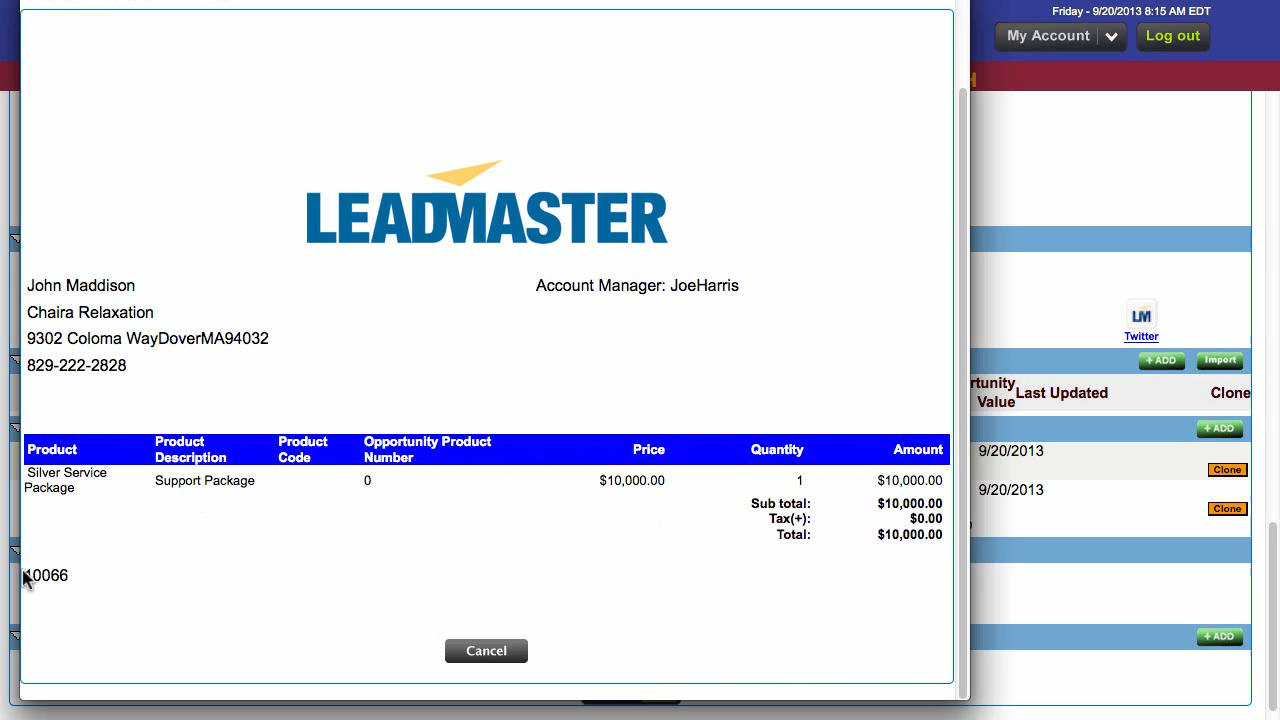 Friday - 9/20/2013 8:15 AM EDT
My Account
Log out
LEADMASTER
John Maddison
Account Manager: JoeHarris
Chaira Relaxation
9302 Coloma WayDoverMA94032
829-222-2828
LM
Twitter
+ ADD
Import
rtunity
Value
Last Updated
Clone
+ ADD
Product
Product
Description
Product
Code
Opportunity Product
Number
Price
Quantity
Amount
9/20/2013
Clone
Silver Service
Package
Support Package
0
$10,000.00
1
$10,000.00
9/20/2013
Clone
Sub total: $10,000.00
Tax(+): $0.00
Total: $10,000.00
10066
+ ADD
Cancel